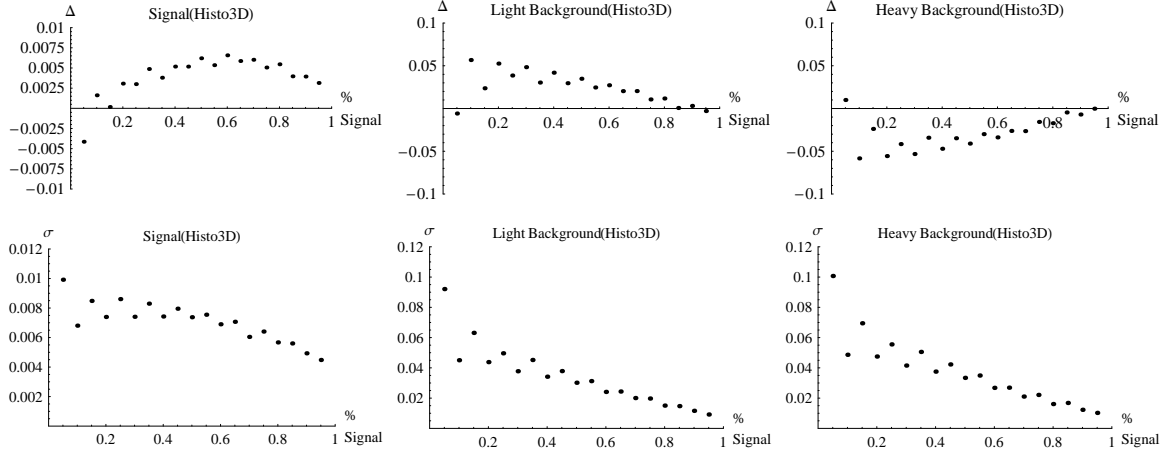 Δ Signal(Histo3D)
0.01
0.0075
0.005
0.0025
−0.0025
−0.005
−0.0075
−0.01
0.2 0.4 0.6 0.8 1
%
Signal
Δ Light Background(Histo3D)
0.1
0.05
−0.05
−0.1
0.2 0.4 0.6 0.8 1
%
Signal
Δ Heavy Background(Histo3D)
0.1
0.05
−0.05
−0.1
0.2 0.4 0.6 0.8 1
%
Signal
σ Signal(Histo3D)
0.012
0.01
0.008
0.006
0.004
0.002
0.2 0.4 0.6 0.8 1
%
Signal
σ Light Background(Histo3D)
0.12
0.1
0.08
0.06
0.04
0.02
0.2 0.4 0.6 0.8 1
%
Signal
σ Heavy Background(Histo3D)
0.12
0.1
0.08
0.06
0.04
0.02
0.2 0.4 0.6 0.8 1
%
Signal